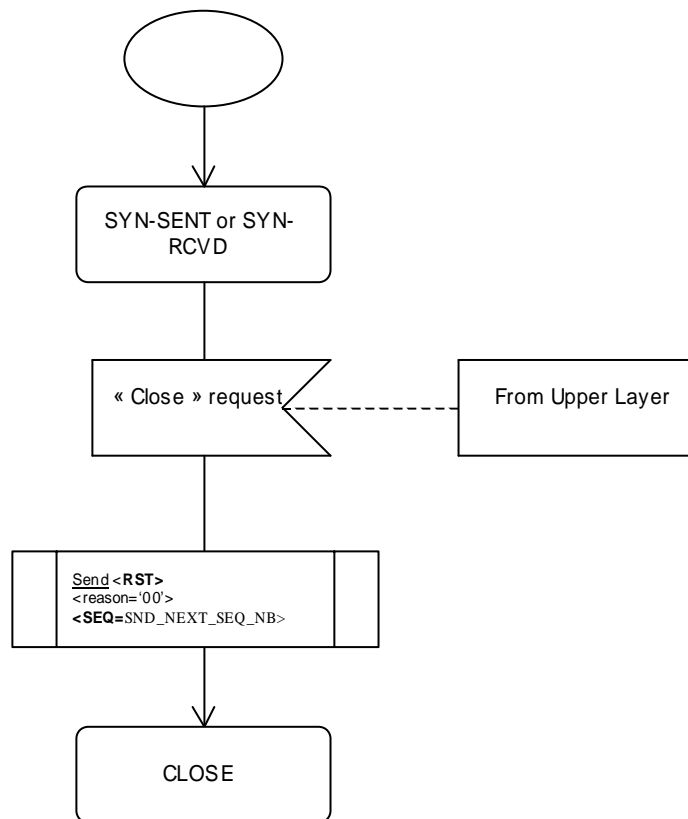 SYN-SENT or SYN-
RCVD
« Close » request
From Upper Layer
Send <RST>
<reason=‘00’>
<SEQ=SND_NEXT_SEQ_NB>
CLOSE